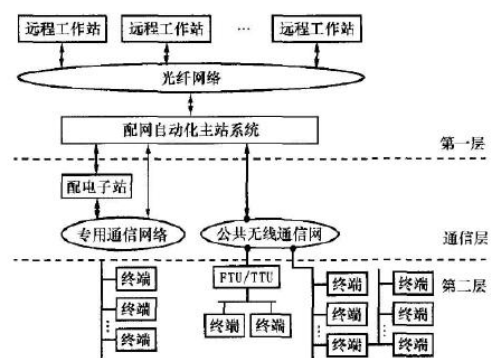 远程工作站 远程工作站 … 远程工作站
光纤网络
配网自动化主站系统
第一层
配电子站
专用通信网络 公共无线通信网 通信层
终端 FTU/TTU 终端 终端 第二层
终端 终端 终端 终端 终端
终端 终端 终端